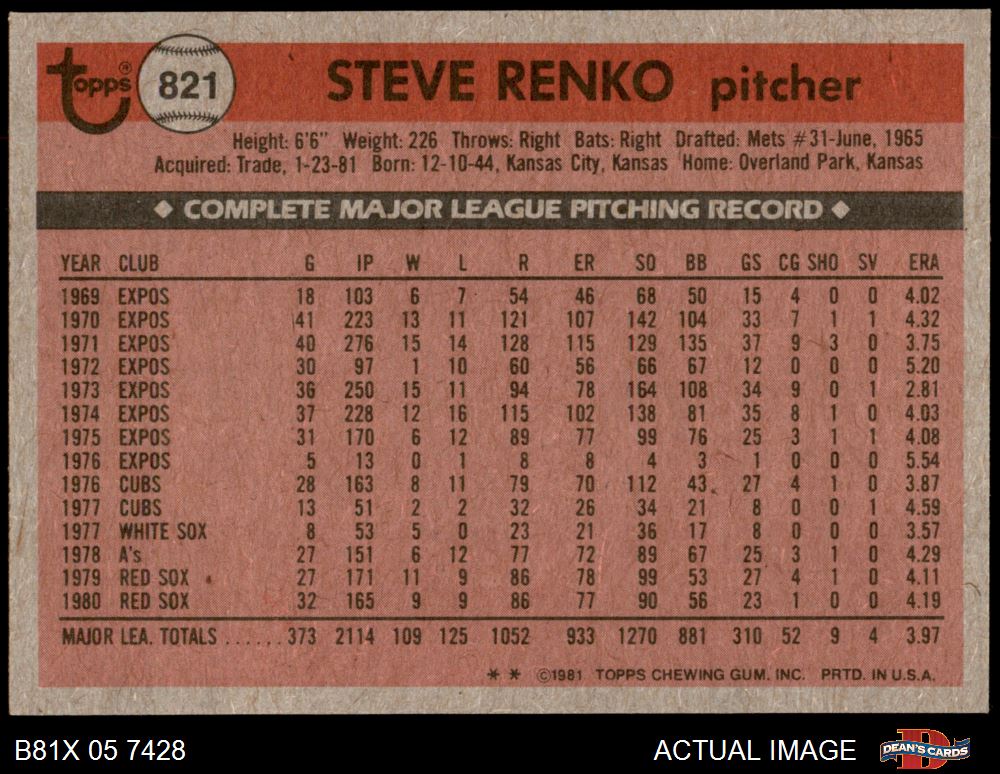 Topps® 821 STEVE RENKO pitcher
Height: 6'6" Weight: 226 Throws: Right Bats: Right Drafted: Mets #31-June, 1965
Acquired: Trade, 1-23-81 Born: 12-10-44, Kansas City, Kansas Home: Overland Park, Kansas
◆ COMPLETE MAJOR LEAGUE PITCHING RECORD ◆
YEAR CLUB G IP W L R ER SO BB GS CG SHO SV ERA
1969 EXPOS 18 103 6 7 54 46 68 50 15 4 0 0 4.02
1970 EXPOS 41 223 13 11 121 107 142 104 33 7 1 1 4.32
1971 EXPOS 40 276 15 14 128 115 129 135 37 9 3 0 3.75
1972 EXPOS 30 97 1 10 60 56 66 67 12 0 0 0 5.20
1973 EXPOS 36 250 15 11 94 78 164 108 34 9 0 1 2.81
1974 EXPOS 37 228 12 16 115 102 138 81 35 8 1 0 4.03
1975 EXPOS 31 170 6 12 89 77 99 76 25 3 1 1 4.08
1976 EXPOS 5 13 0 1 8 8 4 3 1 0 0 0 5.54
1976 CUBS 28 163 8 11 79 70 112 43 27 4 1 0 3.87
1977 CUBS 13 51 2 2 32 26 34 21 8 0 0 1 4.59
1977 WHITE SOX 8 53 5 0 23 21 36 17 8 0 0 0 3.57
1978 A's 27 151 6 12 77 72 89 67 25 3 1 0 4.29
1979 RED SOX 27 171 11 9 86 78 99 53 27 4 1 0 4.11
1980 RED SOX 32 165 9 9 86 77 90 56 23 1 0 0 4.19
MAJOR LEA. TOTALS ...... 373 2114 109 125 1052 933 1270 881 310 52 9 4 3.97
* * ©1981 TOPPS CHEWING GUM. INC. PRTD. IN U.S.A.
B81X 05 7428 ACTUAL IMAGE DEAN'S CARDS